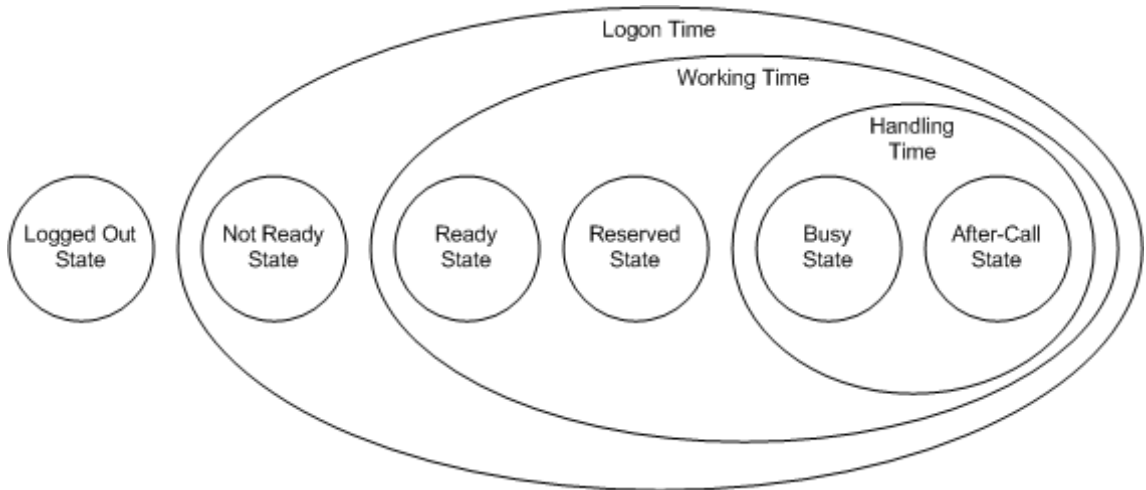 Logon Time
Working Time
Handling
Time
Logged Out
State
Not Ready
State
Ready
State
Reserved
State
Busy
State
After-Call
State